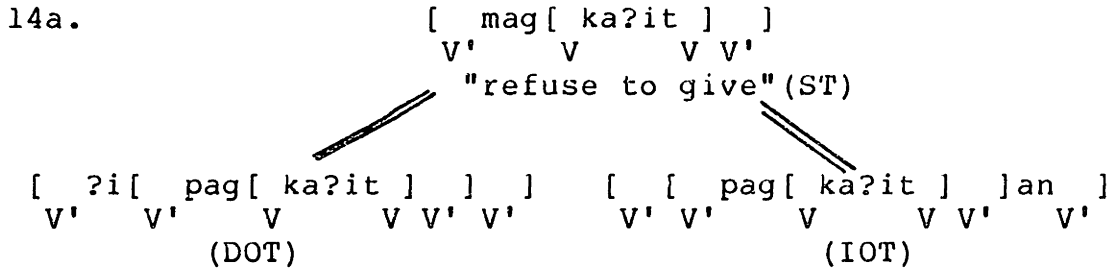 14a. [ mag[ ka?it ] ]
V' V V V'
"refuse to give"(ST)
[ ?i[ pag[ ka?it ] ] ] [ [ pag[ ka?it ] ]an ]
V' V' V V V' V' V' V' V V V' V'
(DOT) (IOT)